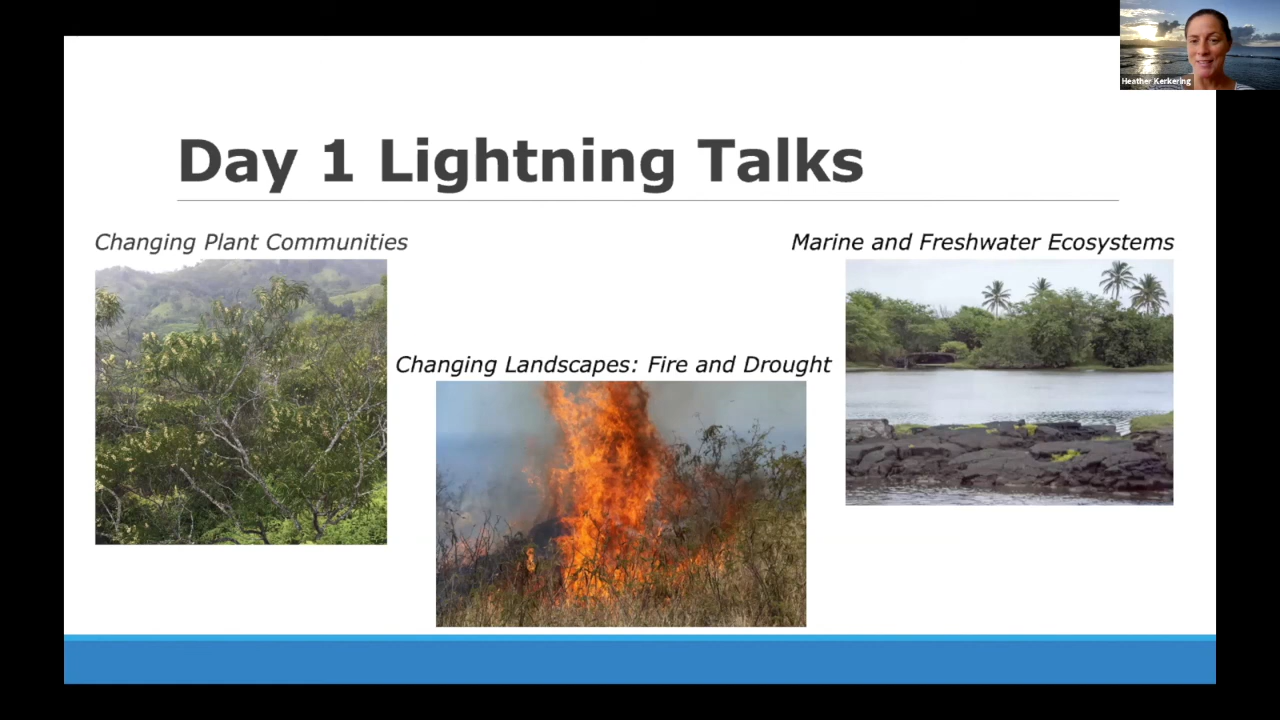 Heather Kerkering
Day 1 Lightning Talks
Changing Plant Communities
Marine and Freshwater Ecosystems
Changing Landscapes: Fire and Drought